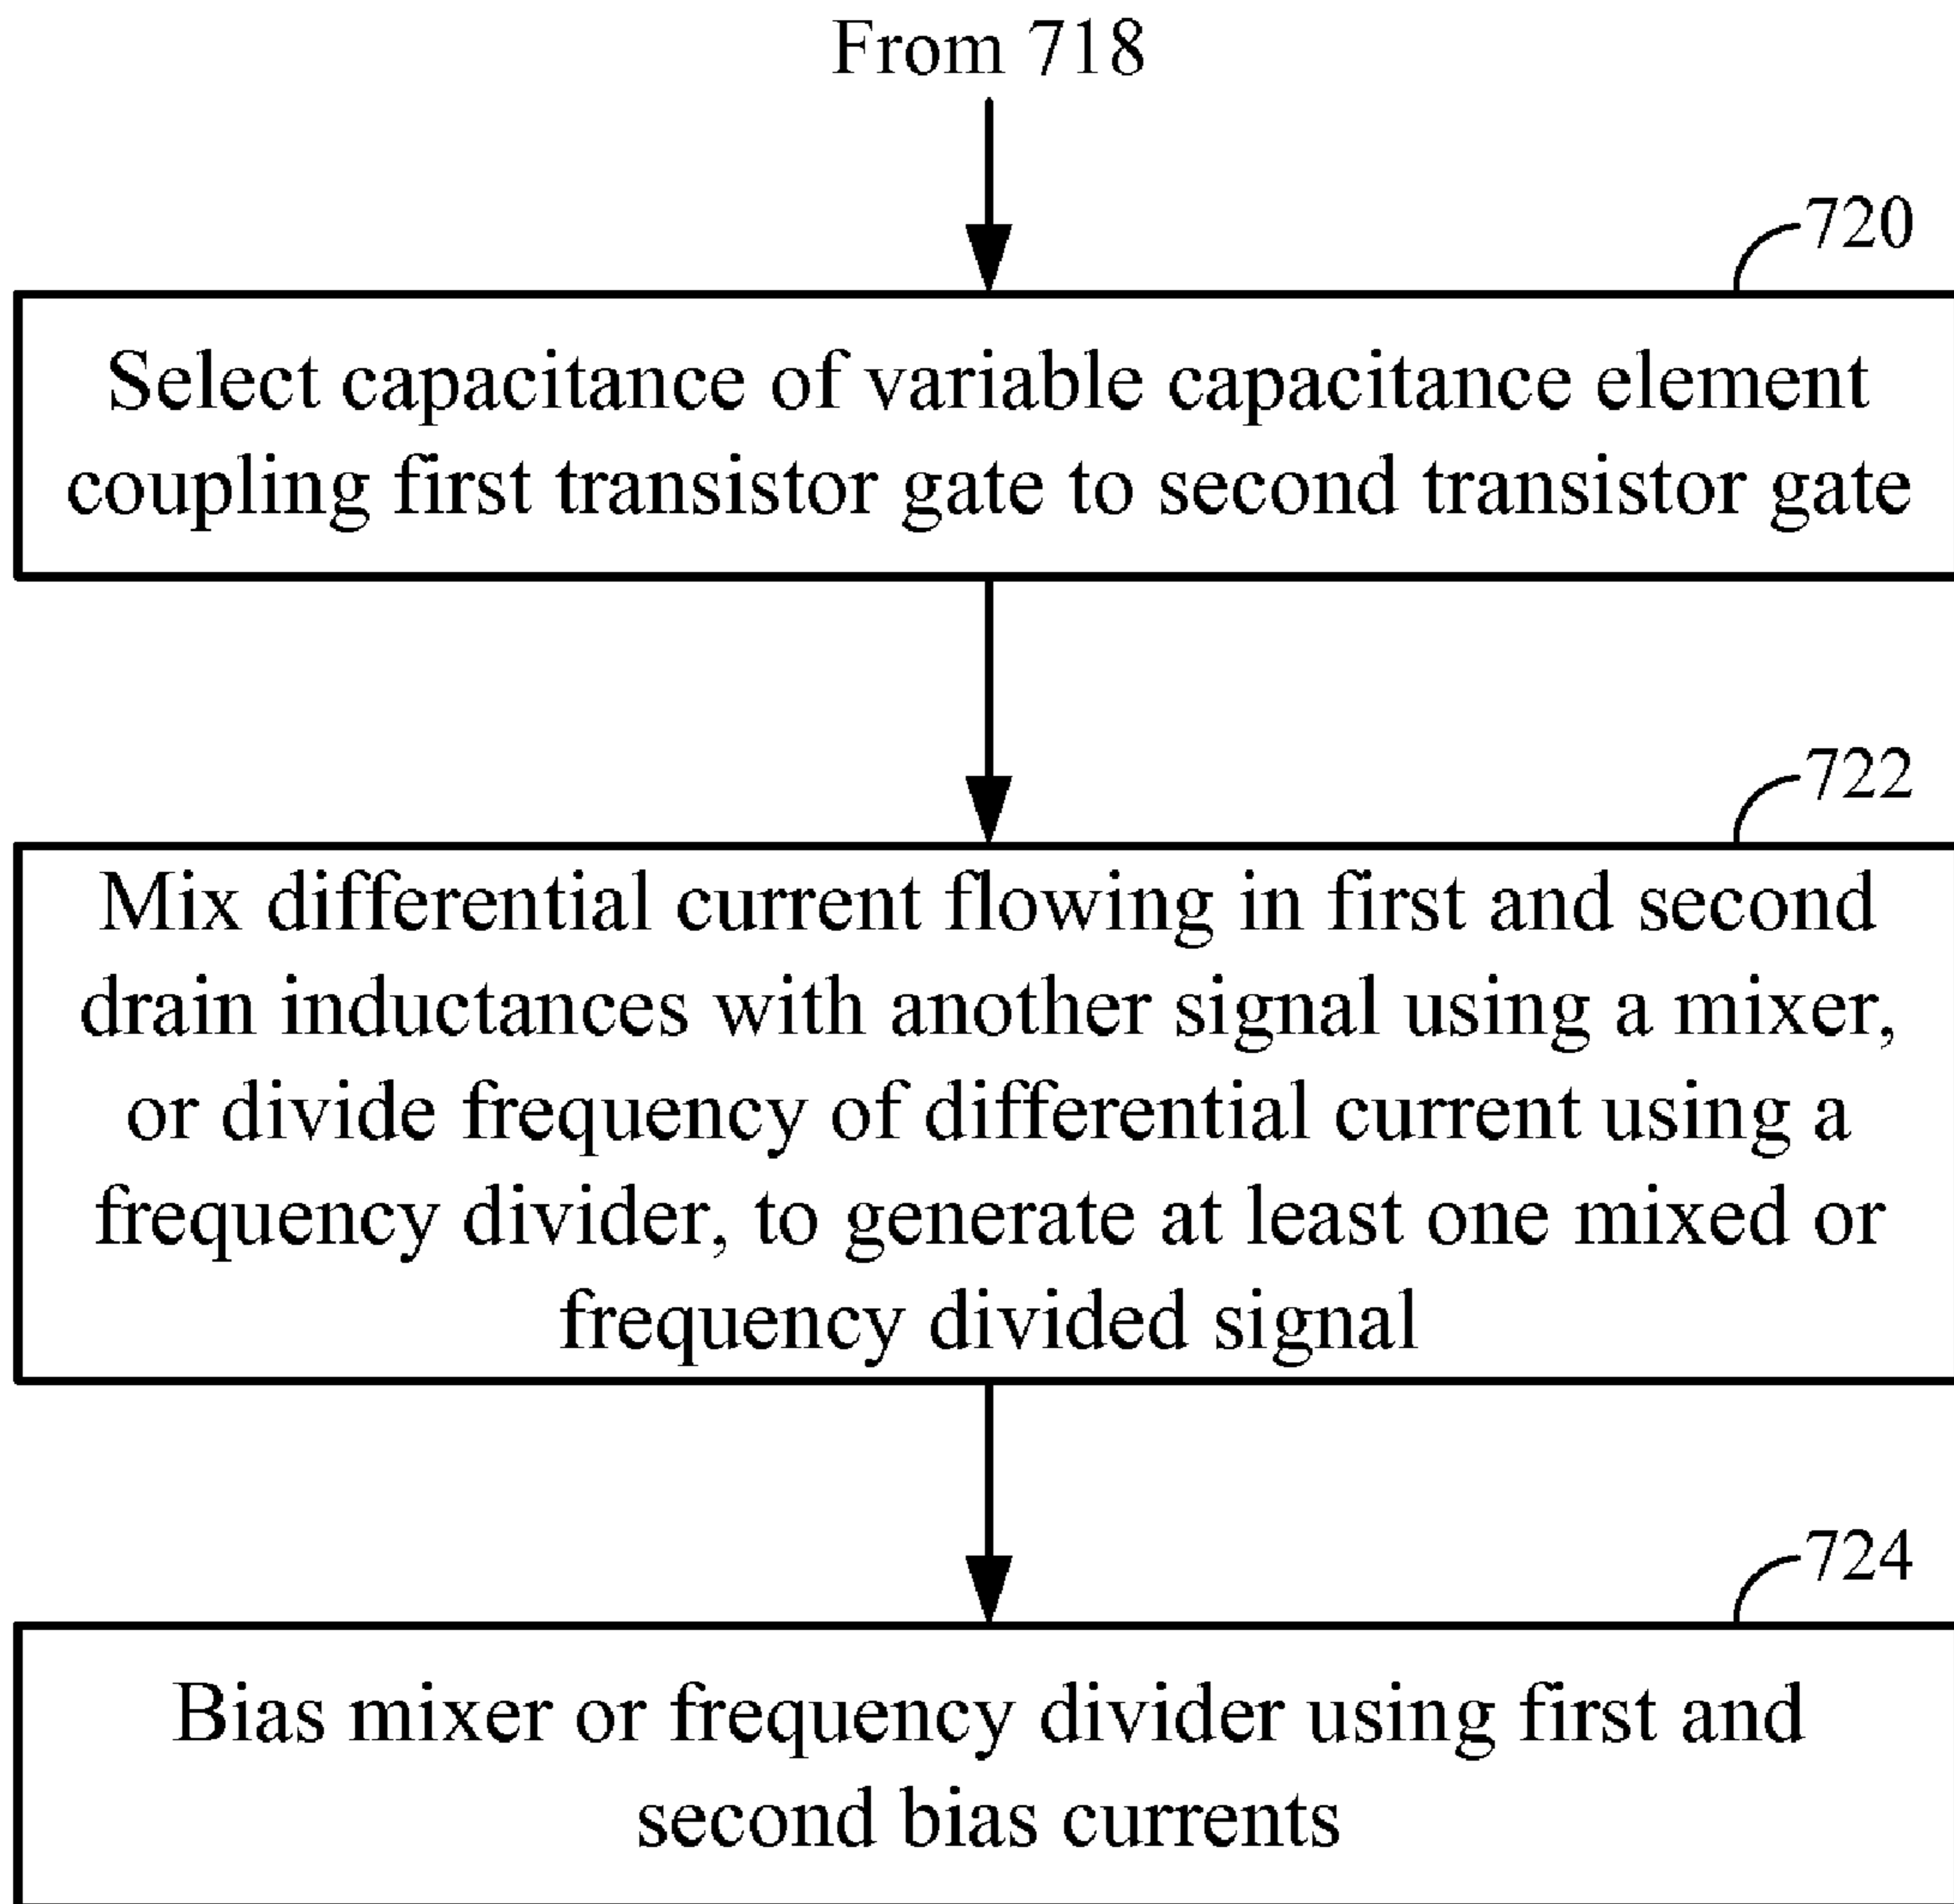 From 718
720
Select capacitance of variable capacitance element
coupling first transistor gate to second transistor gate
722
Mix differential current flowing in first and second
drain inductances with another signal using a mixer,
or divide frequency of differential current using a
frequency divider, to generate at least one mixed or
frequency divided signal
724
Bias mixer or frequency divider using first and
second bias currents